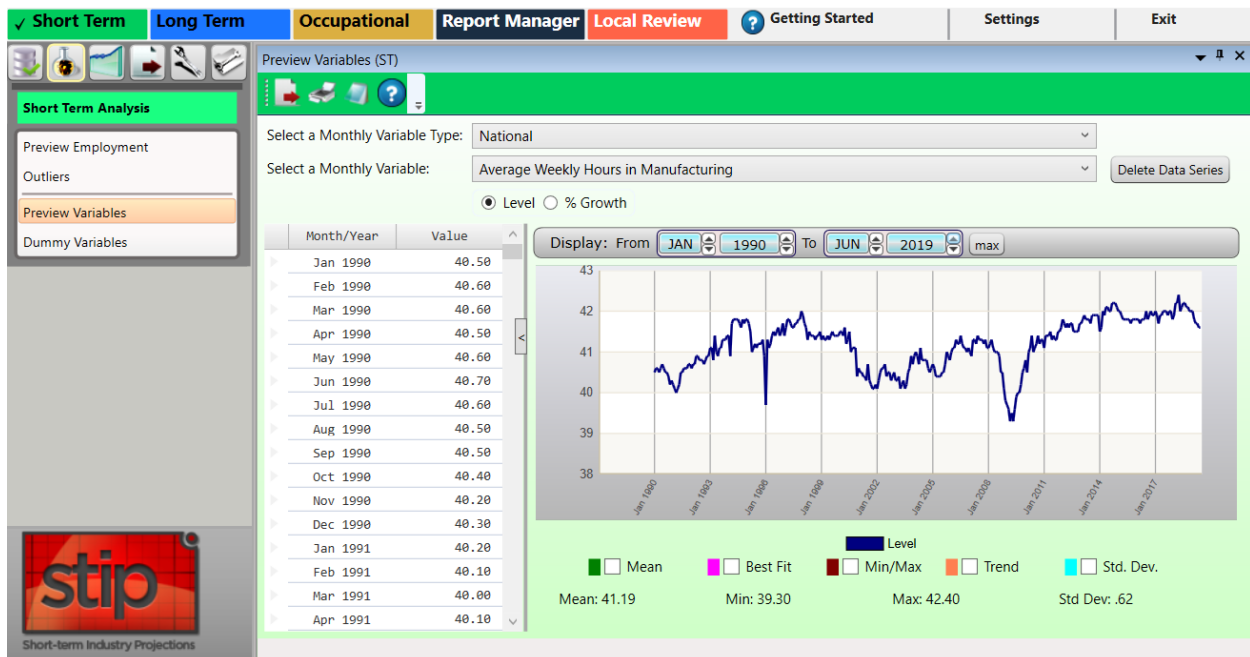 ✓ Short Term Long Term Occupational Report Manager Local Review ? Getting Started Settings Exit
Preview Variables (ST)
Short Term Analysis
Preview Employment
Outliers
Preview Variables
Dummy Variables
stip
Short-term Industry Projections
Select a Monthly Variable Type: National
Select a Monthly Variable: Average Weekly Hours in Manufacturing Delete Data Series
Level % Growth
Month/Year Value
Jan 1990 40.50
Feb 1990 40.60
Mar 1990 40.60
Apr 1990 40.50
May 1990 40.60
Jun 1990 40.70
Jul 1990 40.60
Aug 1990 40.50
Sep 1990 40.50
Oct 1990 40.40
Nov 1990 40.20
Dec 1990 40.30
Jan 1991 40.20
Feb 1991 40.10
Mar 1991 40.00
Apr 1991 40.10
<
Display: From JAN 1990 To JUN 2019 max
43
42
41
40
39
38
Jan 1990 Jan 1993 Jan 1996 Jan 1999 Jan 2002 Jan 2005 Jan 2008 Jan 2011 Jan 2014 Jan 2017
Level
Mean Best Fit Min/Max Trend Std. Dev.
Mean: 41.19 Min: 39.30 Max: 42.40 Std Dev: .62